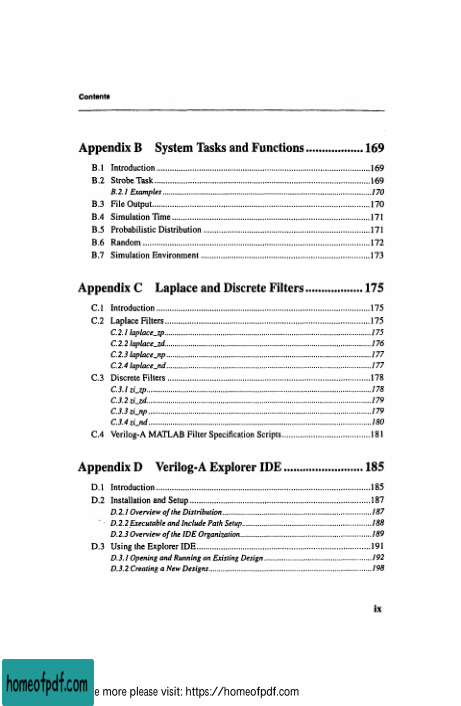 Contents
Appendix B System Tasks and Functions .................. 169
B.1 Introduction ..... 169
B.2 Strobe Task ..... 169
B.2.1 Examples ..... 170
B.3 File Output ..... 170
B.4 Simulation Time ..... 171
B.5 Probabilistic Distribution ..... 171
B.6 Random ..... 172
B.7 Simulation Environment ..... 173
Appendix C Laplace and Discrete Filters .................. 175
C.1 Introduction ..... 175
C.2 Laplace Filters ..... 175
C.2.1 laplace_zp ..... 175
C.2.2 laplace_zd ..... 176
C.2.3 laplace_np ..... 177
C.2.4 laplace_nd ..... 177
C.3 Discrete Filters ..... 178
C.3.1 zi_zp ..... 178
C.3.2 zi_zd ..... 179
C.3.3 zi_np ..... 179
C.3.4 zi_nd ..... 180
C.4 Verilog-A MATLAB Filter Specification Scripts ..... 181
Appendix D Verilog-A Explorer IDE ......................... 185
D.1 Introduction ..... 185
D.2 Installation and Setup ..... 187
D.2.1 Overview of the Distribution ..... 187
D.2.2 Executable and Include Path Setup ..... 188
D.2.3 Overview of the IDE Organization ..... 189
D.3 Using the Explorer IDE ..... 191
D.3.1 Opening and Running an Existing Design ..... 192
D.3.2 Creating a New Designs ..... 198
ix
homeofpdf.com
e more please visit: https://homeofpdf.com